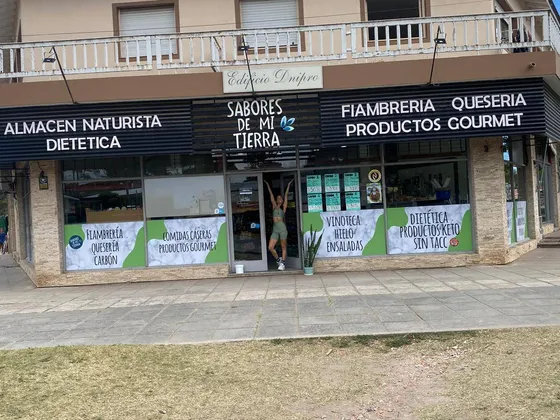 Edificio Dnipro
ALMACEN NATURISTA
DIETETICA
SABORES
DE MI
TIERRA
FIAMBRERIA QUESERIA
PRODUCTOS GOURMET
FIAMBRERÍA
QUESERÍA
CARBÓN
COMIDAS CASERAS
PRODUCTOS GOURMET
VINOTECA
HIELO
ENSALADAS
DIETÉTICA
PRODUCTOS KETO
SIN TACC